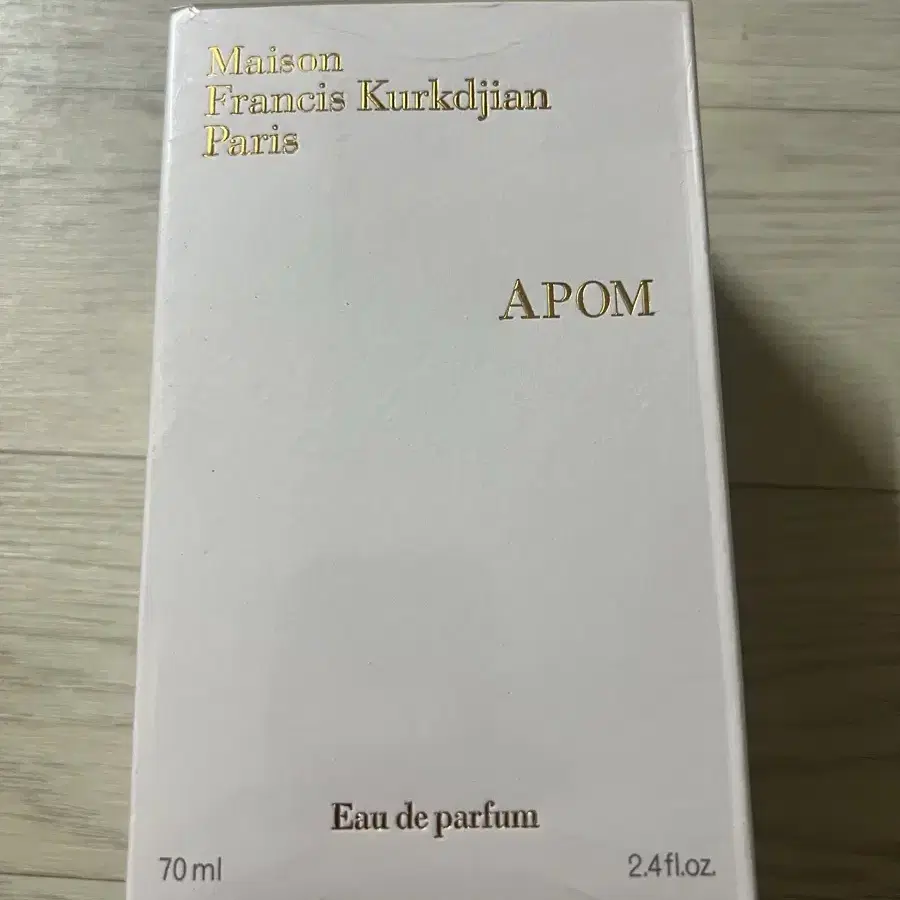 Maison
Francis Kurkdjian
Paris
APOM
Eau de parfum
70 ml
2.4 fl.oz.